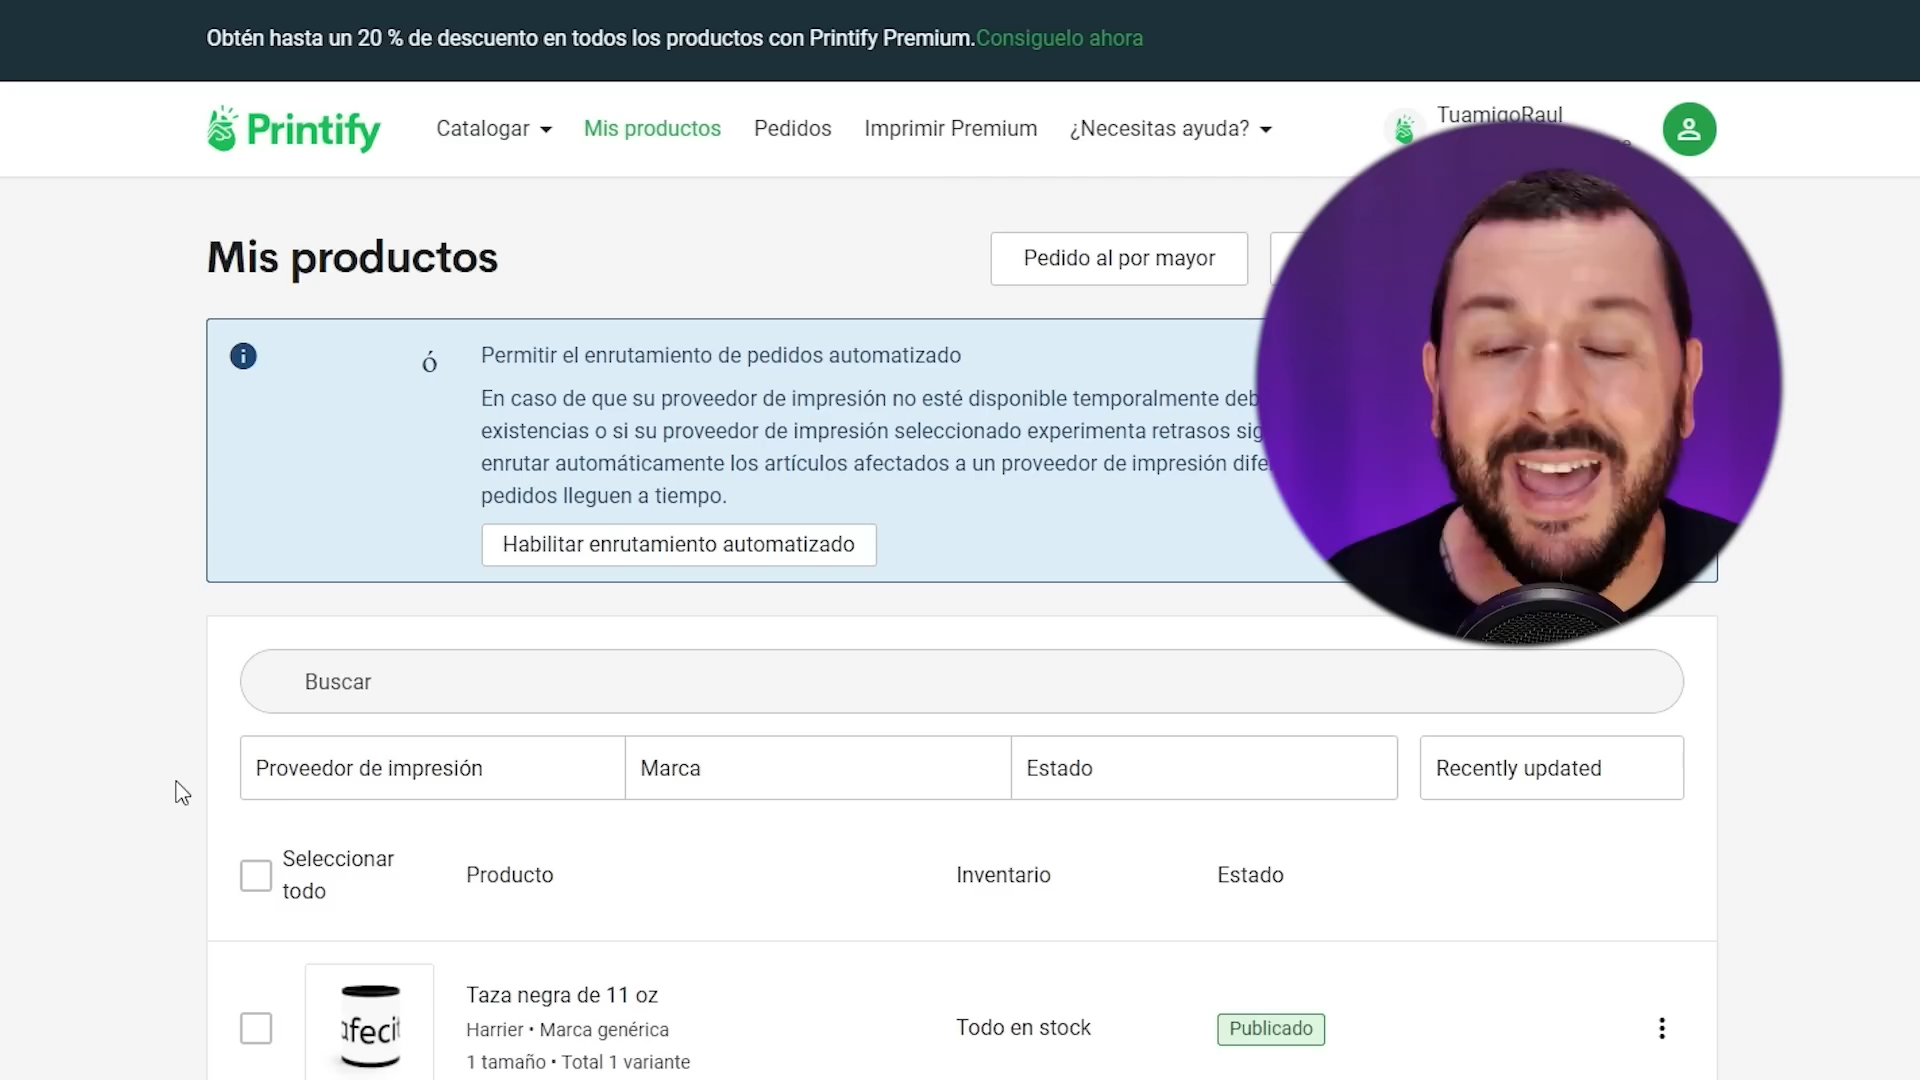 Obtén hasta un 20 % de descuento en todos los productos con Printify Premium.Consiguelo ahora
Printify
Catalogar
Mis productos
Pedidos
Imprimir Premium
¿Necesitas ayuda?
TuamigoRaul
Mis productos
Pedido al por mayor
ó
Permitir el enrutamiento de pedidos automatizado
En caso de que su proveedor de impresión no esté disponible temporalmente deb
existencias o si su proveedor de impresión seleccionado experimenta retrasos sig
enrutar automáticamente los artículos afectados a un proveedor de impresión dife
pedidos lleguen a tiempo.
Habilitar enrutamiento automatizado
Buscar
Proveedor de impresión
Marca
Estado
Recently updated
Seleccionar
todo
Producto
Inventario
Estado
afecit
Taza negra de 11 oz
Harrier • Marca genérica
1 tamaño • Total 1 variante
Todo en stock
Publicado